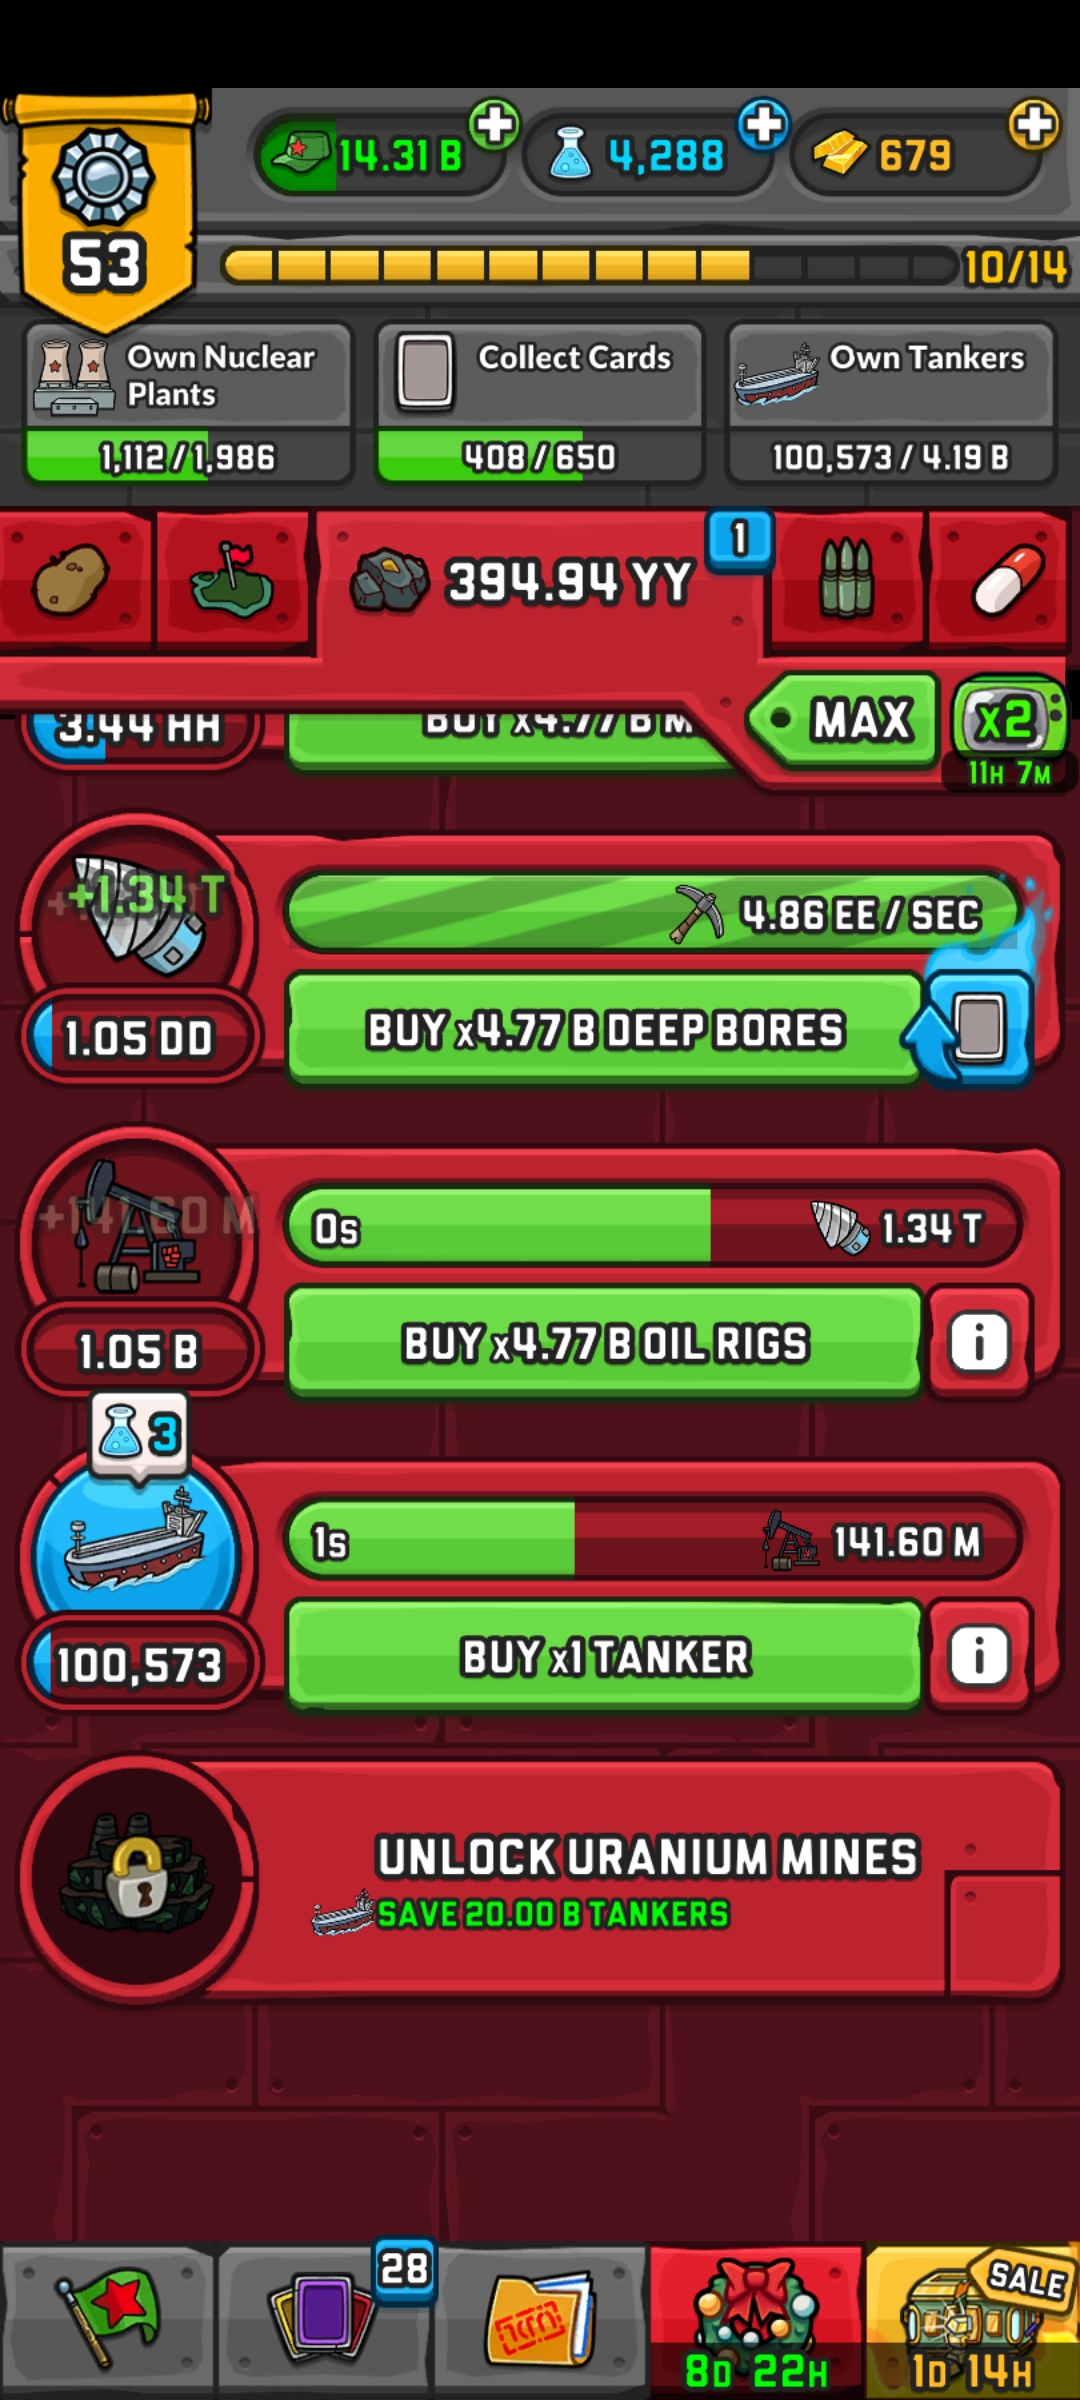 14.31 B
4,288
679
53
10/14
Own Nuclear
Plants
Collect Cards
Own Tankers
1,112 / 1,986
408 / 650
100,573 / 4.19 B
394.94 YY
1
MAX
x2
11H 7M
3.44 HH
BUY x4.77 B M
+1.34 T
4.86 EE / SEC
1.05 DD
BUY x4.77 B DEEP BORES
+141.60 M
0s
1.34 T
1.05 B
BUY x4.77 B OIL RIGS
i
3
1s
141.60 M
100,573
BUY x1 TANKER
i
UNLOCK URANIUM MINES
SAVE 20.00 B TANKERS
28
SALE
8D 22H
1D 14H